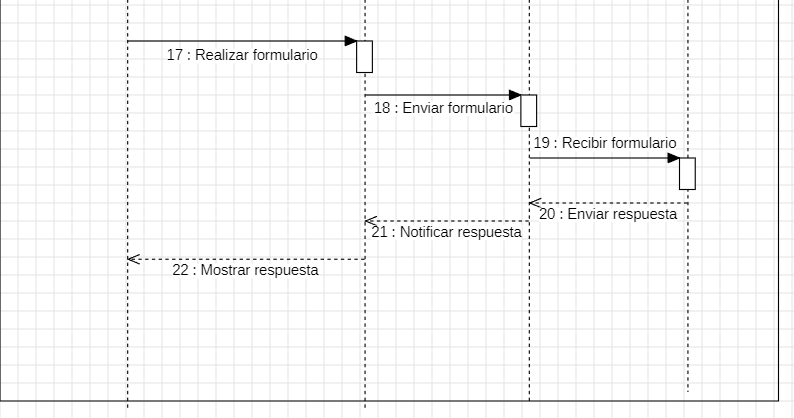 17 : Realizar formulario
18 : Enviar formulario
19 : Recibir formulario
20 : Enviar respuesta
21 : Notificar respuesta
22 : Mostrar respuesta